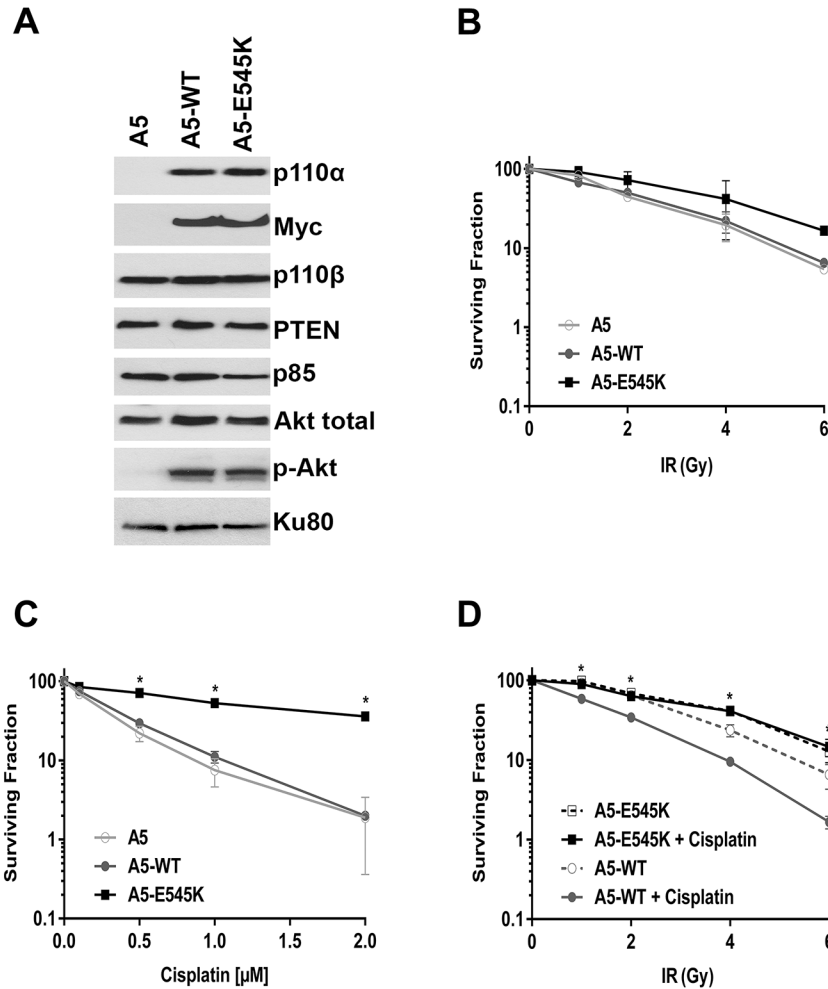 A
A5
A5-WT
A5-E545K
p110α
Myc
p110β
PTEN
p85
Akt total
p-Akt
Ku80
B
Surviving Fraction
100
10
1
0.1
A5
A5-WT
A5-E545K
0 2 4 6
IR (Gy)
C
Surviving Fraction
100
10
1
0.1
* * *
A5
A5-WT
A5-E545K
0.0 0.5 1.0 1.5 2.0
Cisplatin [µM]
D
Surviving Fraction
100
10
1
0.1
* * * *
A5-E545K
A5-E545K + Cisplatin
A5-WT
A5-WT + Cisplatin
0 2 4 6
IR (Gy)